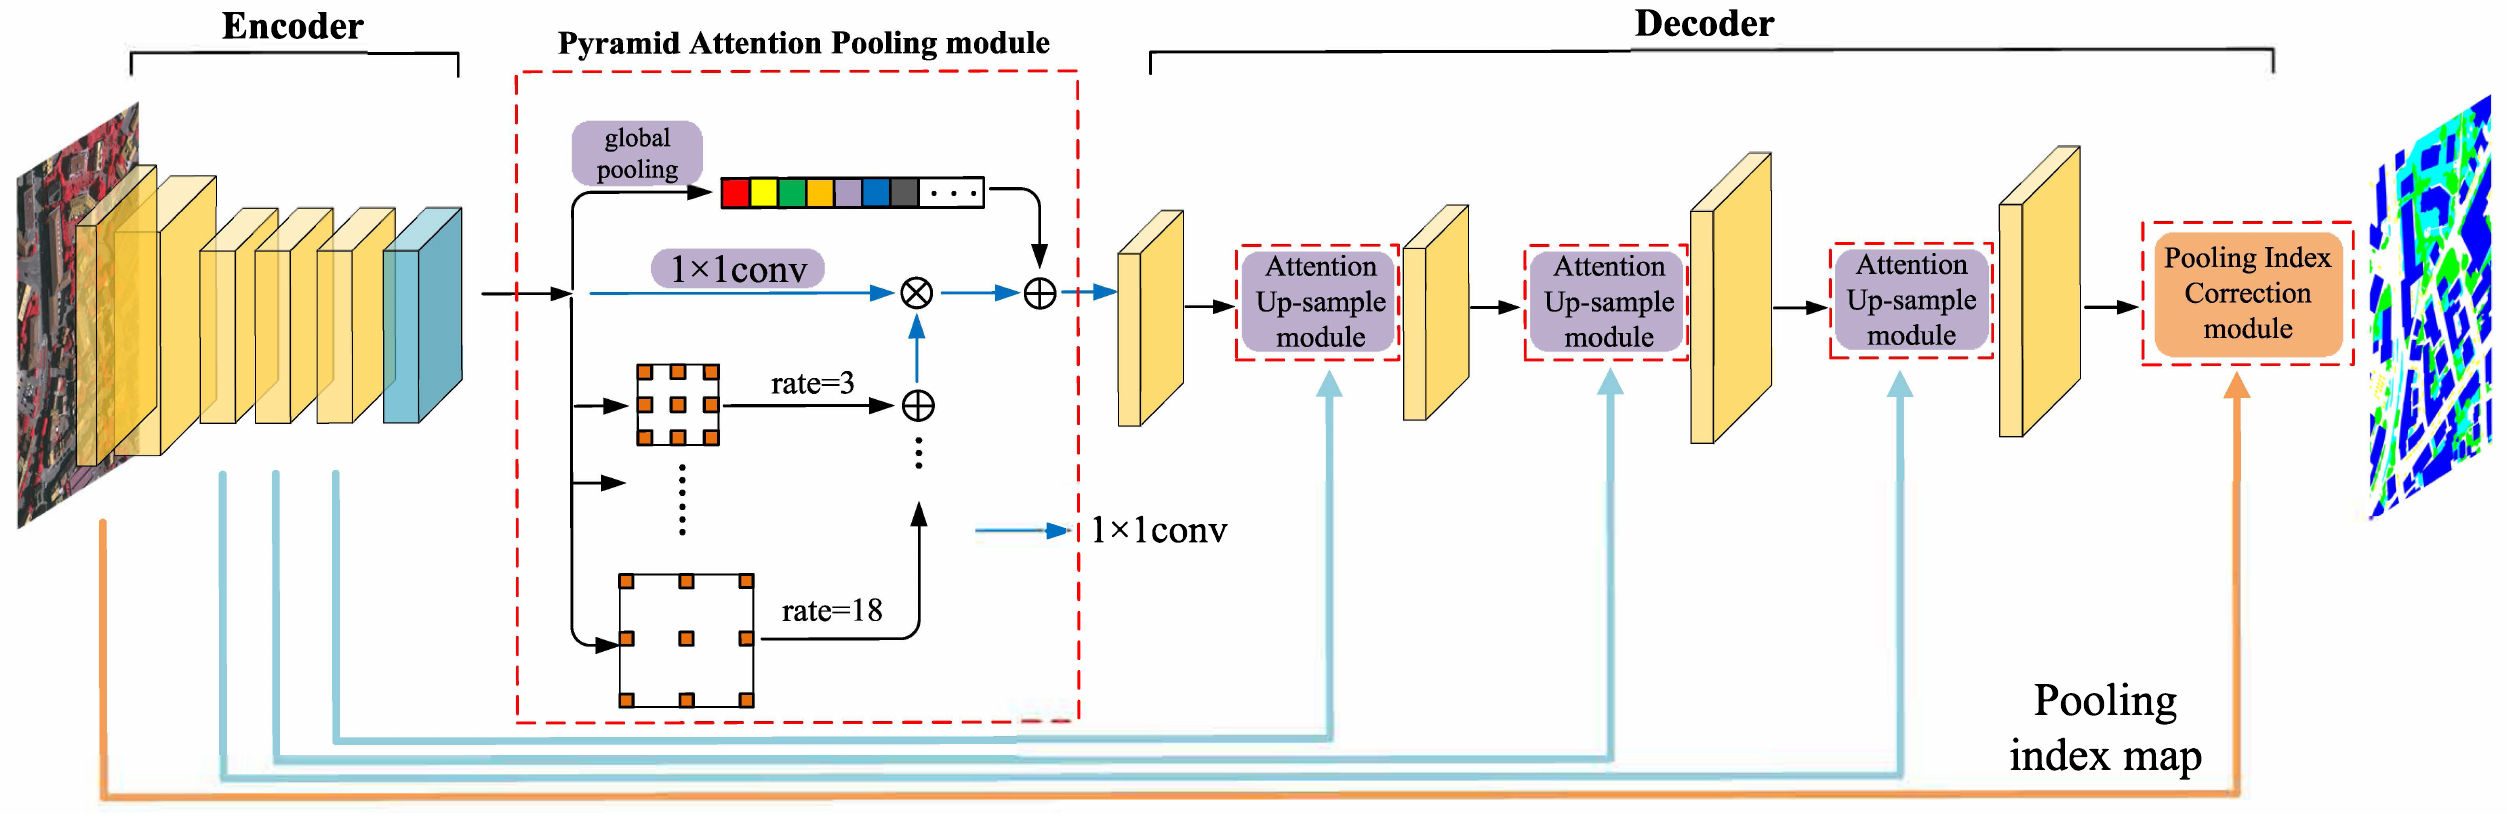 Encoder
Pyramid Attention Pooling module
Decoder
global
pooling
1×1conv
rate=3
rate=18
1×1conv
Attention
Up-sample
module
Attention
Up-sample
module
Attention
Up-sample
module
Pooling Index
Correction
module
Pooling
index map